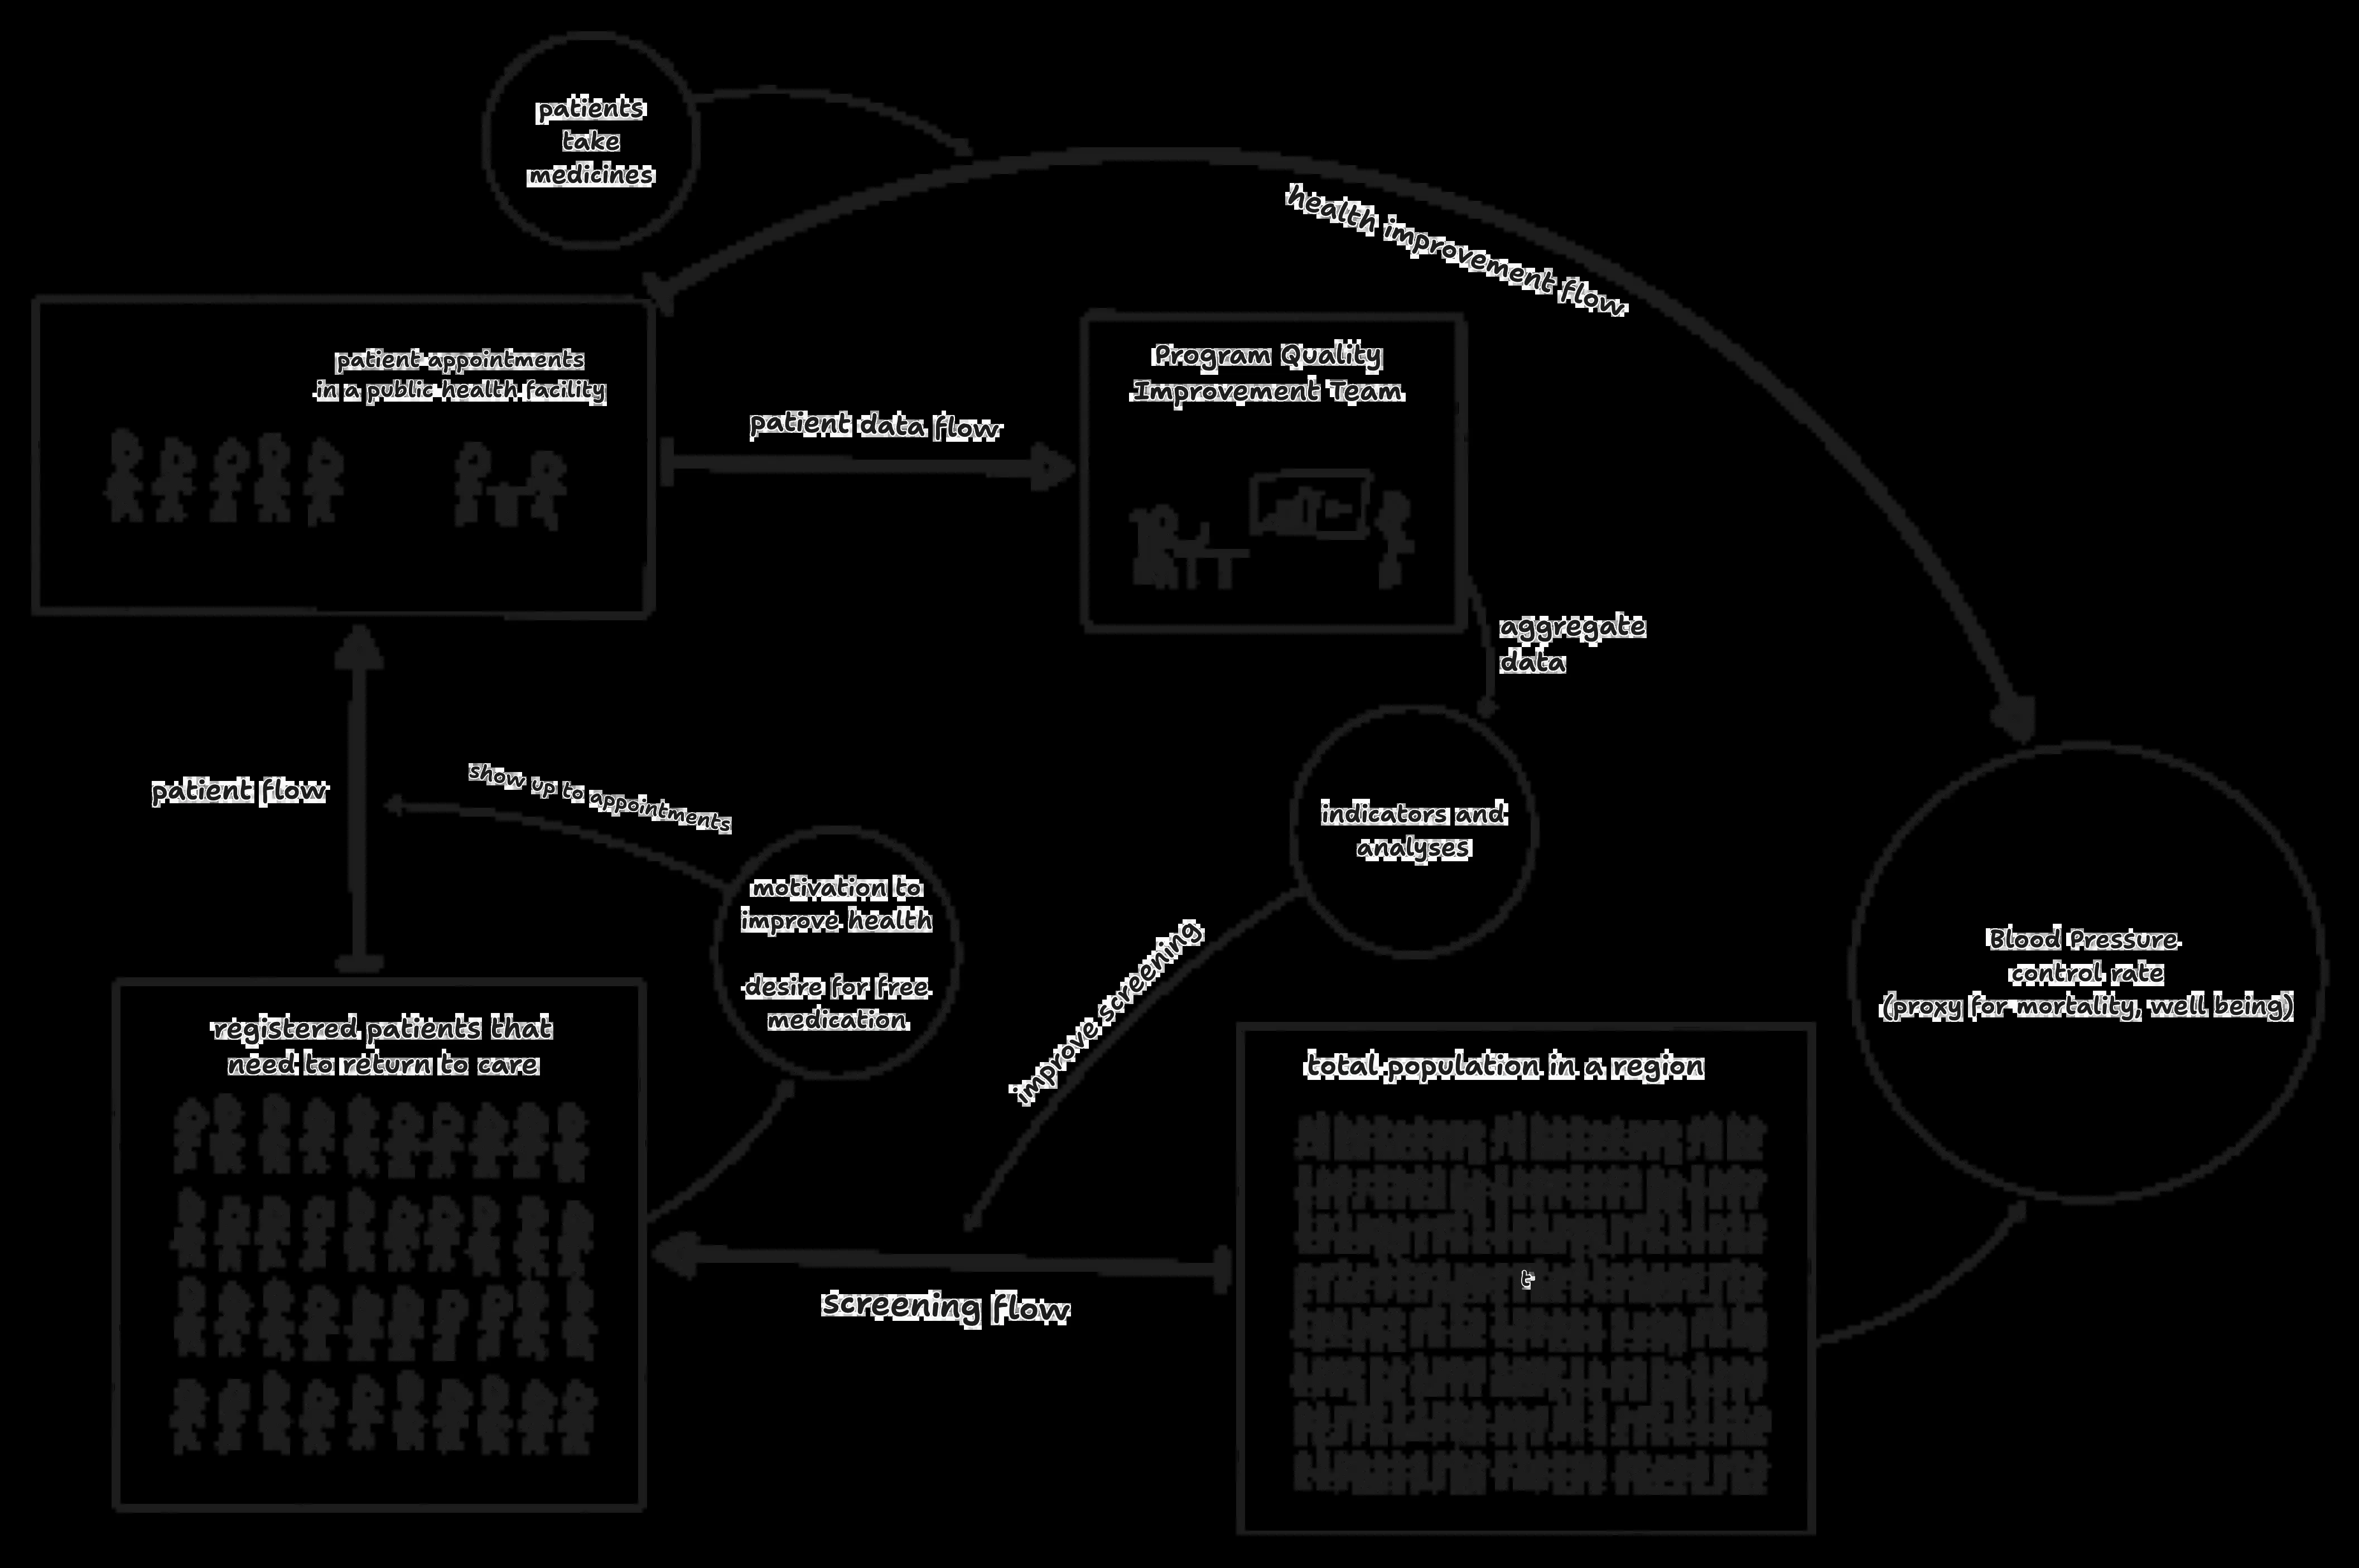 patients
take
medicines
health improvement flow
patient appointments
in a public health facility
Program Quality
Improvement Team
patient data flow
aggregate
data
patient flow
show up to appointments
indicators and
analyses
motivation to
improve health
desire for free
medication
improve screening
Blood Pressure
control rate
(proxy for mortality, well being)
registered patients that
need to return to care
total population in a region
t
screening flow